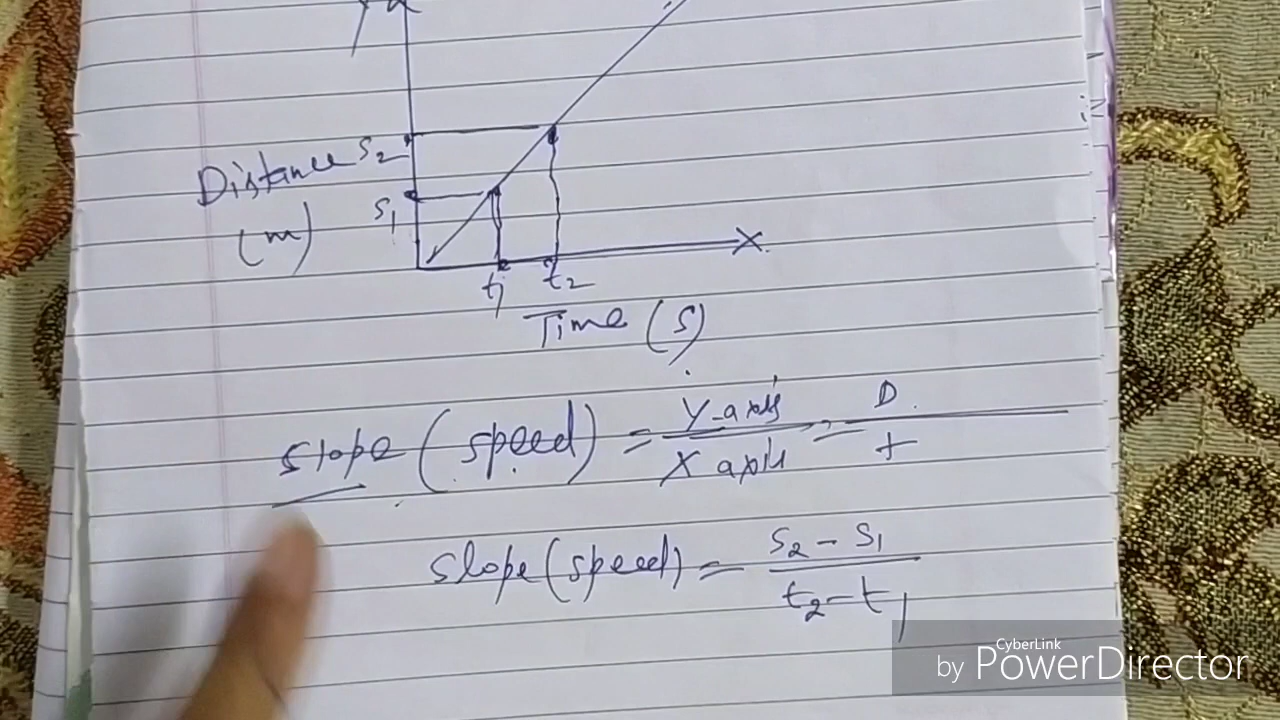 Y
Distance S2
(m) S1
X
t1 t2
Time (S)
Slope (speed) = Y-axis / X axis = D / t
Slope (speed) = S2 - S1 / t2 - t1
CyberLink
by PowerDirector